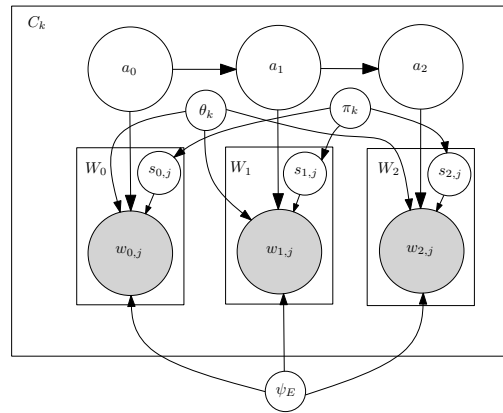 C_k
a_0 a_1 a_2
θ_k π_k
W_0 s_{0,j} W_1 s_{1,j} W_2 s_{2,j}
w_{0,j} w_{1,j} w_{2,j}
ψ_E